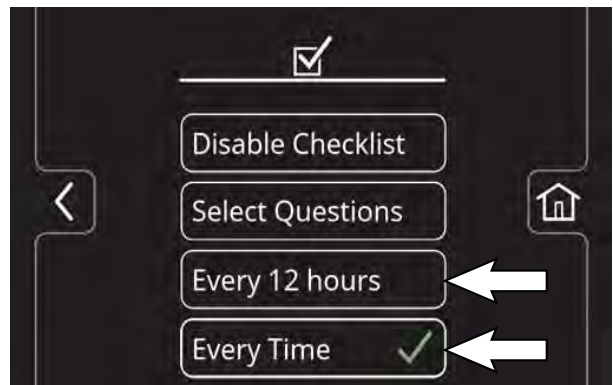 Disable Checklist
Select Questions
Every 12 hours
Every Time